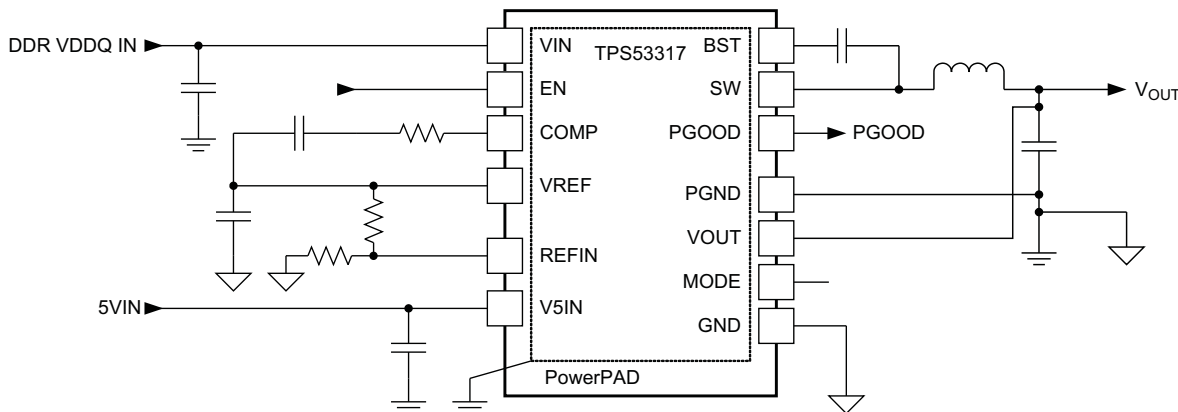 DDR VDDQ IN
VIN
TPS53317
BST
EN
SW
VOUT
COMP
PGOOD
PGOOD
VREF
PGND
VOUT
REFIN
MODE
5VIN
V5IN
GND
PowerPAD